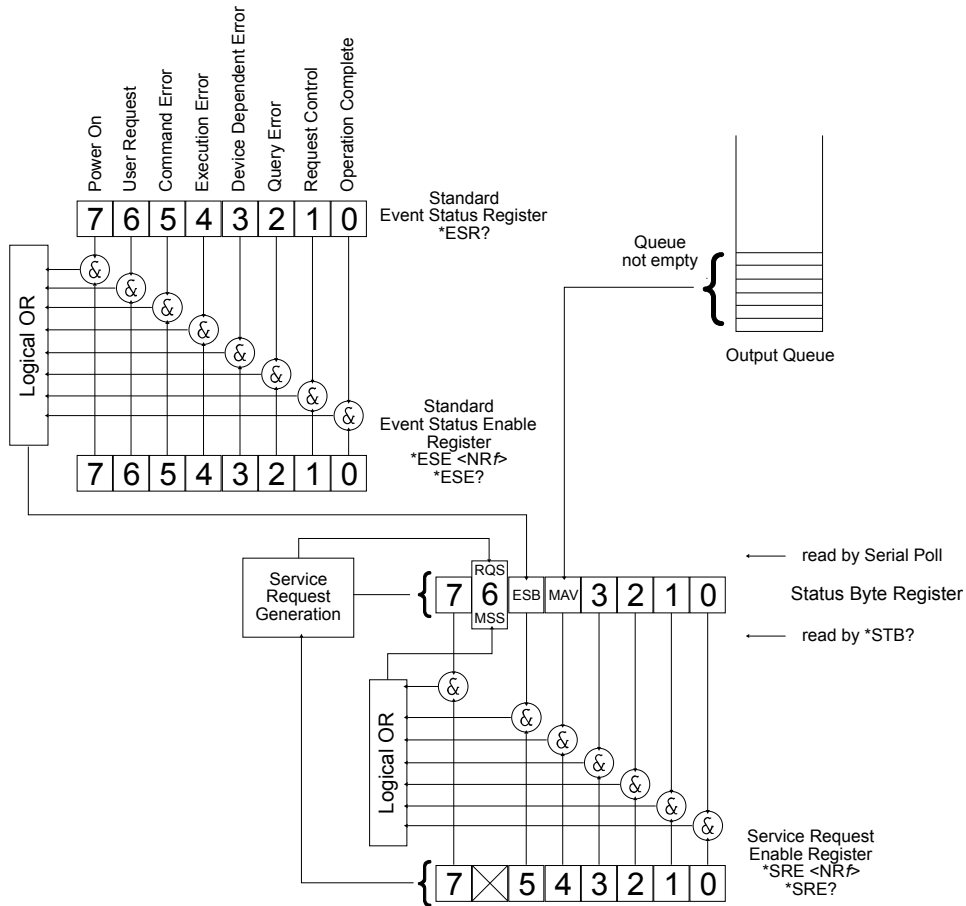 Power On
User Request
Command Error
Execution Error
Device Dependent Error
Query Error
Request Control
Operation Complete
7 6 5 4 3 2 1 0
Standard
Event Status Register
*ESR?
Logical OR
& & & & & & & &
Queue
not empty
Output Queue
Standard
Event Status Enable
Register
*ESE <NRf>
*ESE?
7 6 5 4 3 2 1 0
read by Serial Poll
Service
Request
Generation
RQS
7 6 ESB MAV 3 2 1 0
MSS
Status Byte Register
read by *STB?
Logical OR
& & & & & & &
Service Request
Enable Register
*SRE <NRf>
*SRE?
7 5 4 3 2 1 0